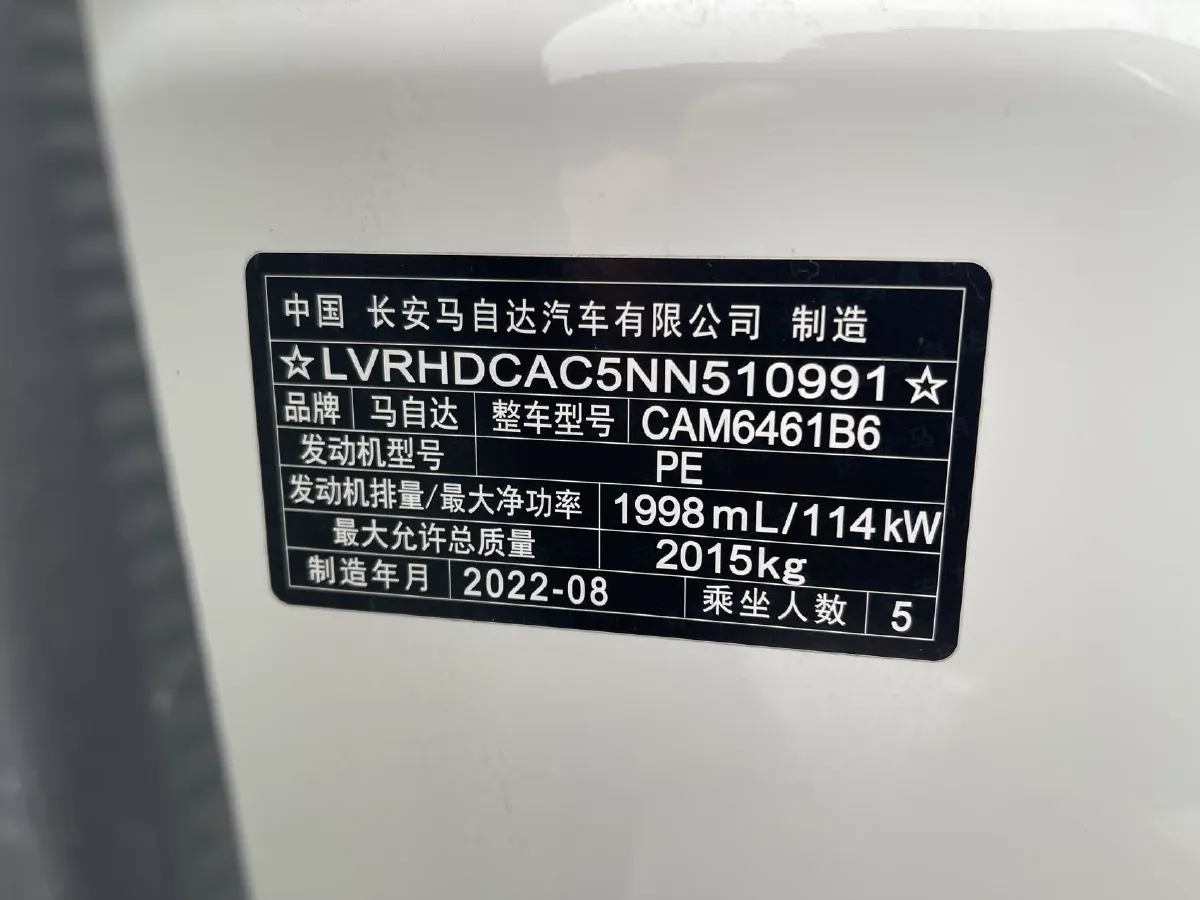 中国 长安马自达汽车有限公司 制造
☆LVRHDCAC5NN510991☆
品牌 马自达 整车型号 CAM6461B6
发动机型号 PE
发动机排量/最大净功率 1998mL/114kW
最大允许总质量 2015kg
制造年月 2022-08 乘坐人数 5